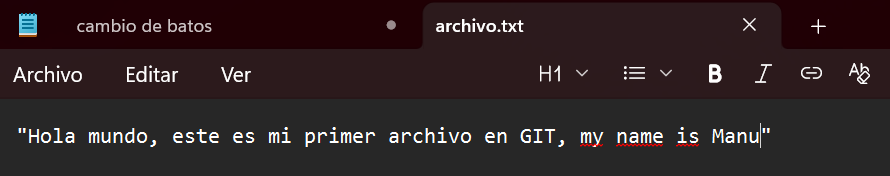 cambio de batos
archivo.txt
Archivo Editar Ver H1 B I
"Hola mundo, este es mi primer archivo en GIT, my name is Manu"